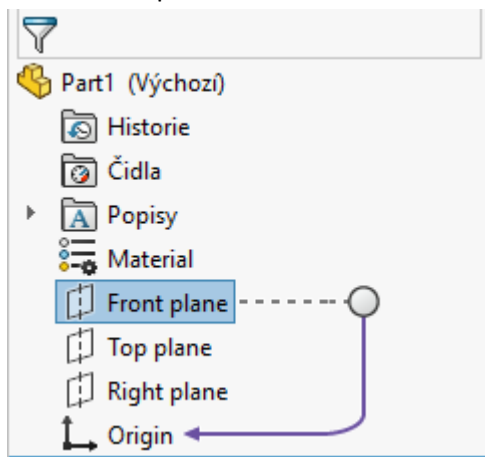 Part1 (Výchozí)
Historie
Čidla
Popisy
Material
Front plane
Top plane
Right plane
Origin